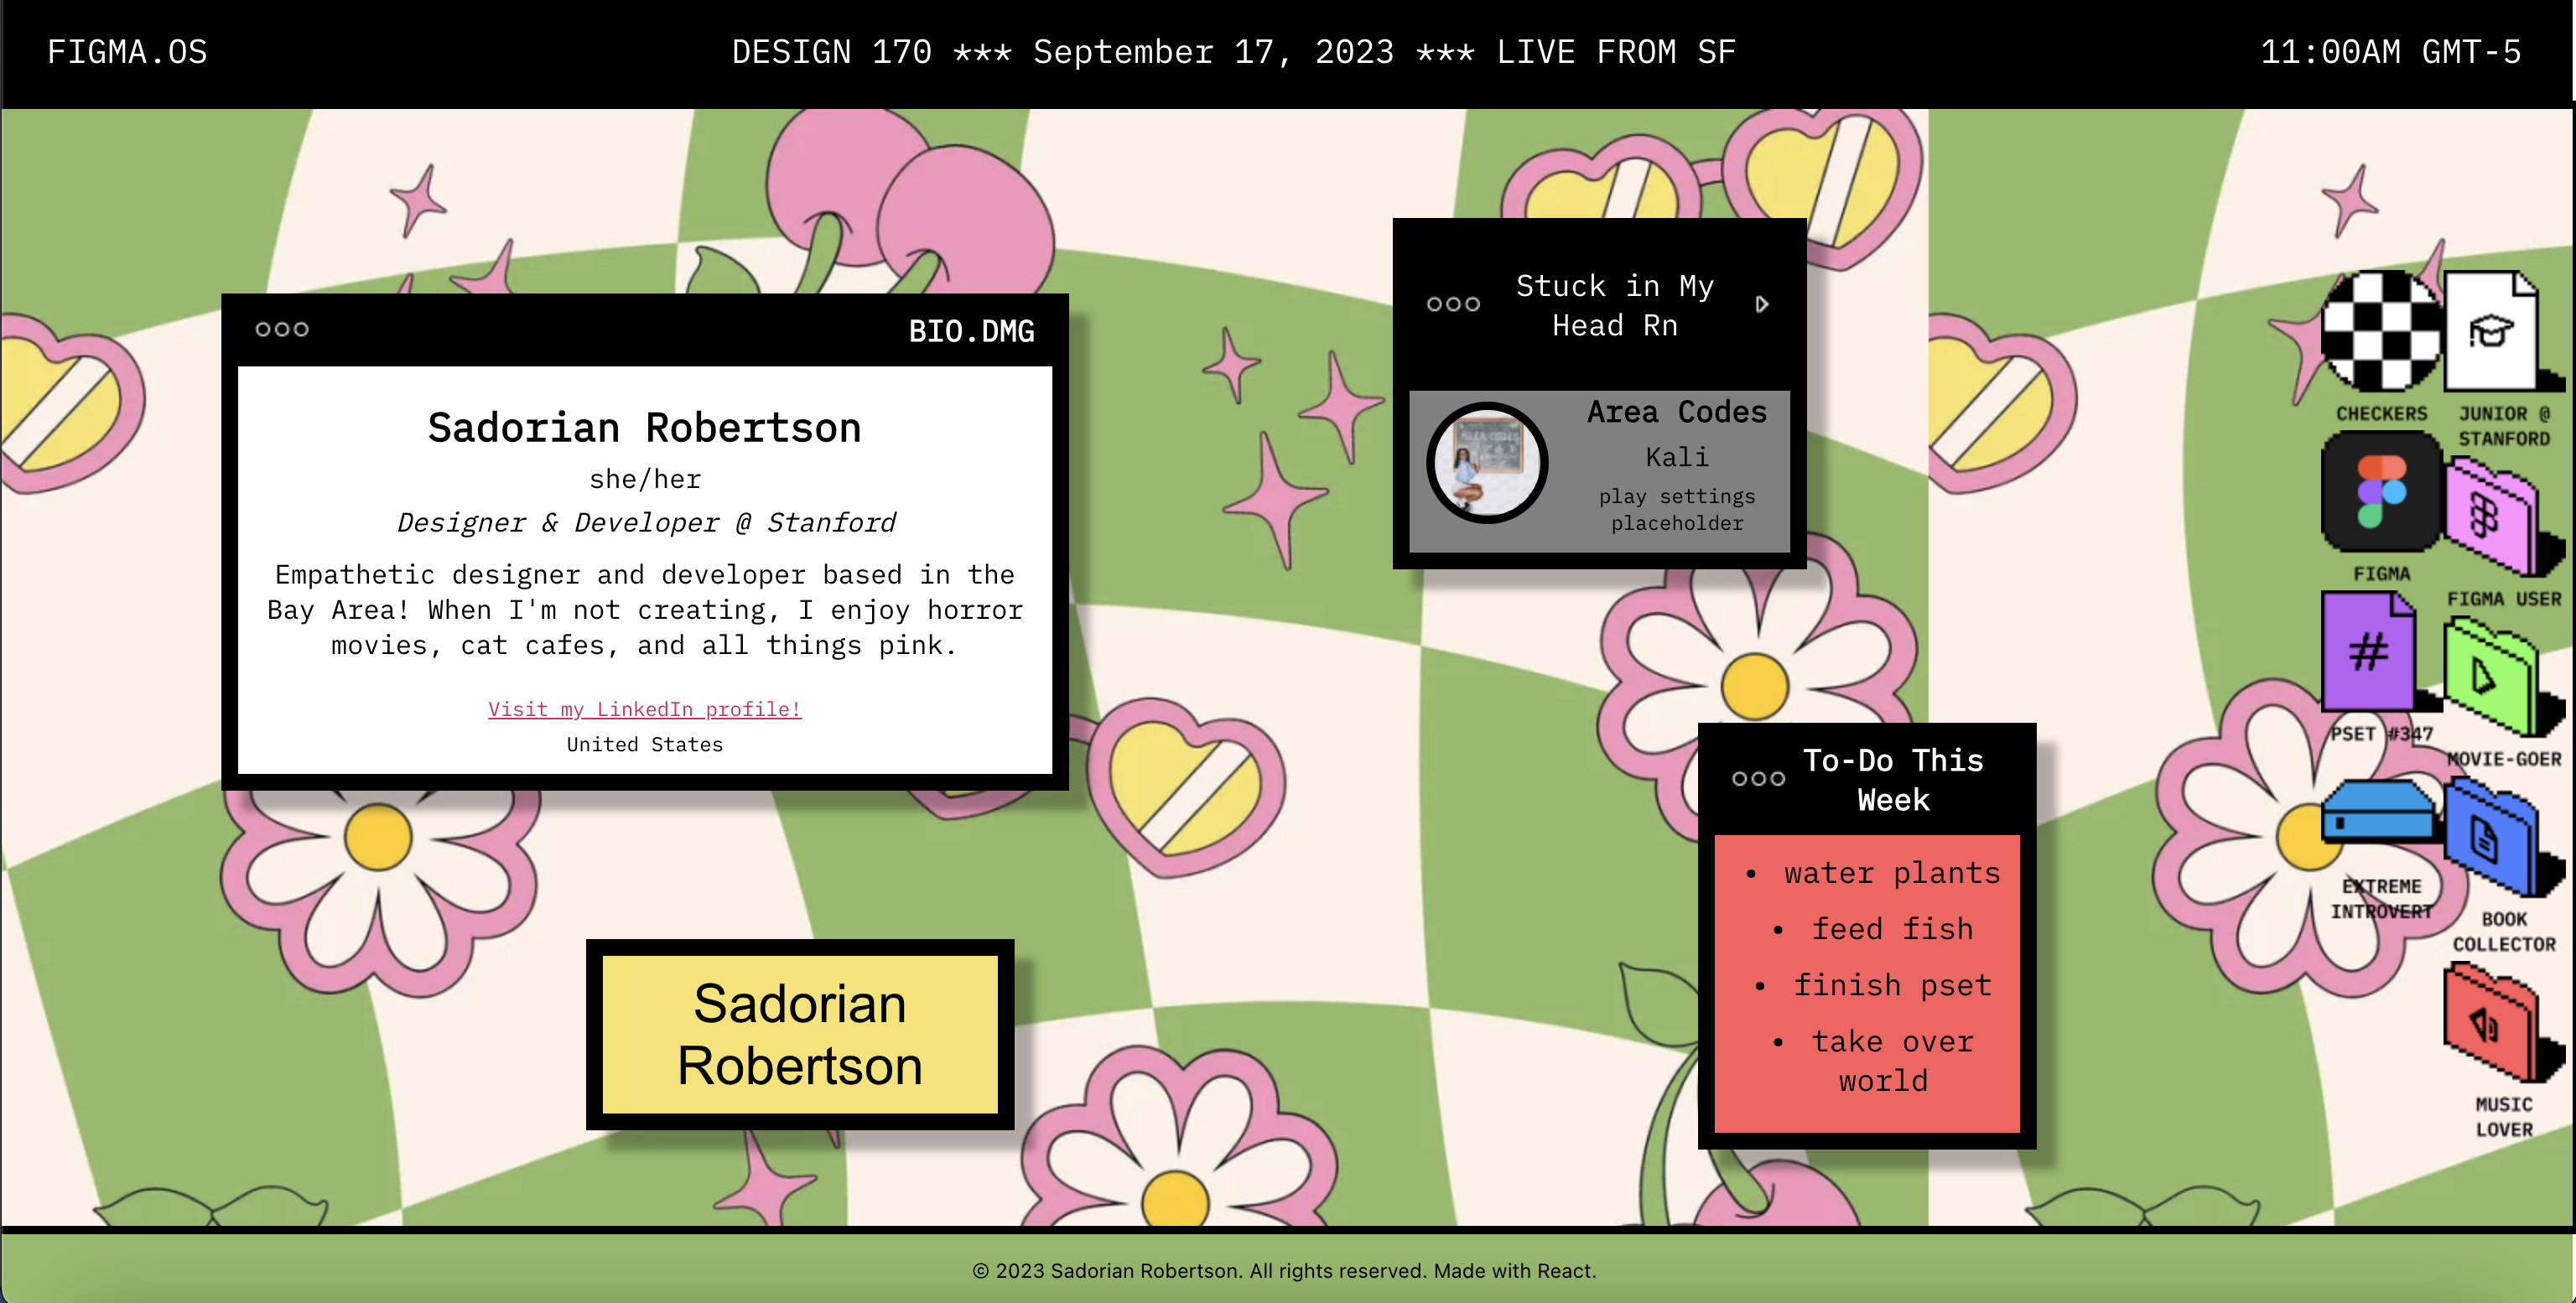 FIGMA.OS
DESIGN 170 *** September 17, 2023 *** LIVE FROM SF
11:00AM GMT-5
BIO.DMG
Sadorian Robertson
she/her
Designer & Developer @ Stanford
Empathetic designer and developer based in the
Bay Area! When I'm not creating, I enjoy horror
movies, cat cafes, and all things pink.
Visit my LinkedIn profile!
United States
Stuck in My
Head Rn
AREA CODES
Area Codes
Kali
play settings
placeholder
Sadorian
Robertson
To-Do This
Week
• water plants
• feed fish
• finish pset
• take over
world
CHECKERS
JUNIOR @
STANFORD
FIGMA
FIGMA USER
#
PSET #347
MOVIE-GOER
EXTREME
INTROVERT
BOOK
COLLECTOR
MUSIC
LOVER
© 2023 Sadorian Robertson. All rights reserved. Made with React.